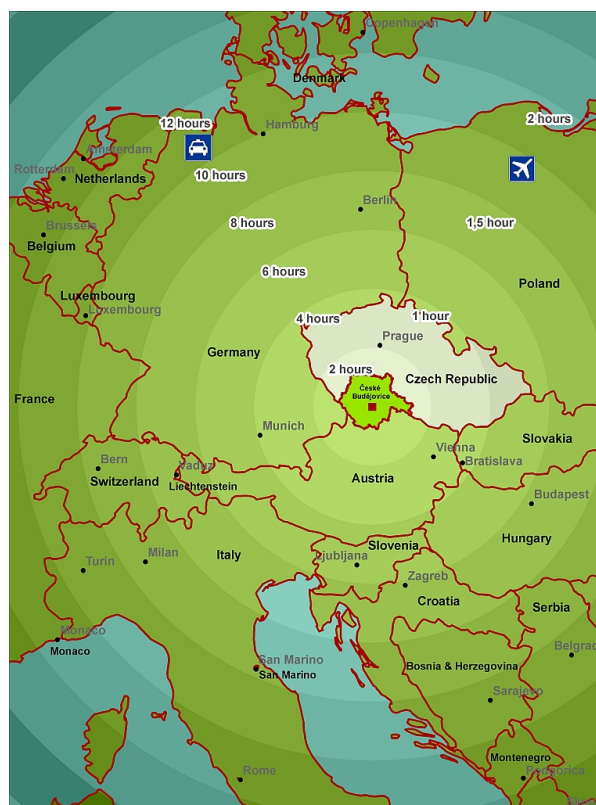 Copenhagen
Denmark
12 hours
2 hours
Hamburg
Amsterdam
Rotterdam
Netherlands
10 hours
Berlin
Brussels
8 hours
1,5 hour
Belgium
6 hours
Poland
Luxembourg
Luxembourg
4 hours
1 hour
Prague
Germany
2 hours
Czech Republic
České
Budějovice
France
Munich
Slovakia
Vienna
Bern
Vaduz
Bratislava
Switzerland
Liechtenstein
Austria
Budapest
Hungary
Slovenia
Italy
Ljubljana
Milan
Turin
Zagreb
Croatia
Serbia
Monaco
Monaco
Belgrad
San Marino
San Marino
Bosnia & Herzegovina
Sarajevo
Montenegro
Rome
Podgorica